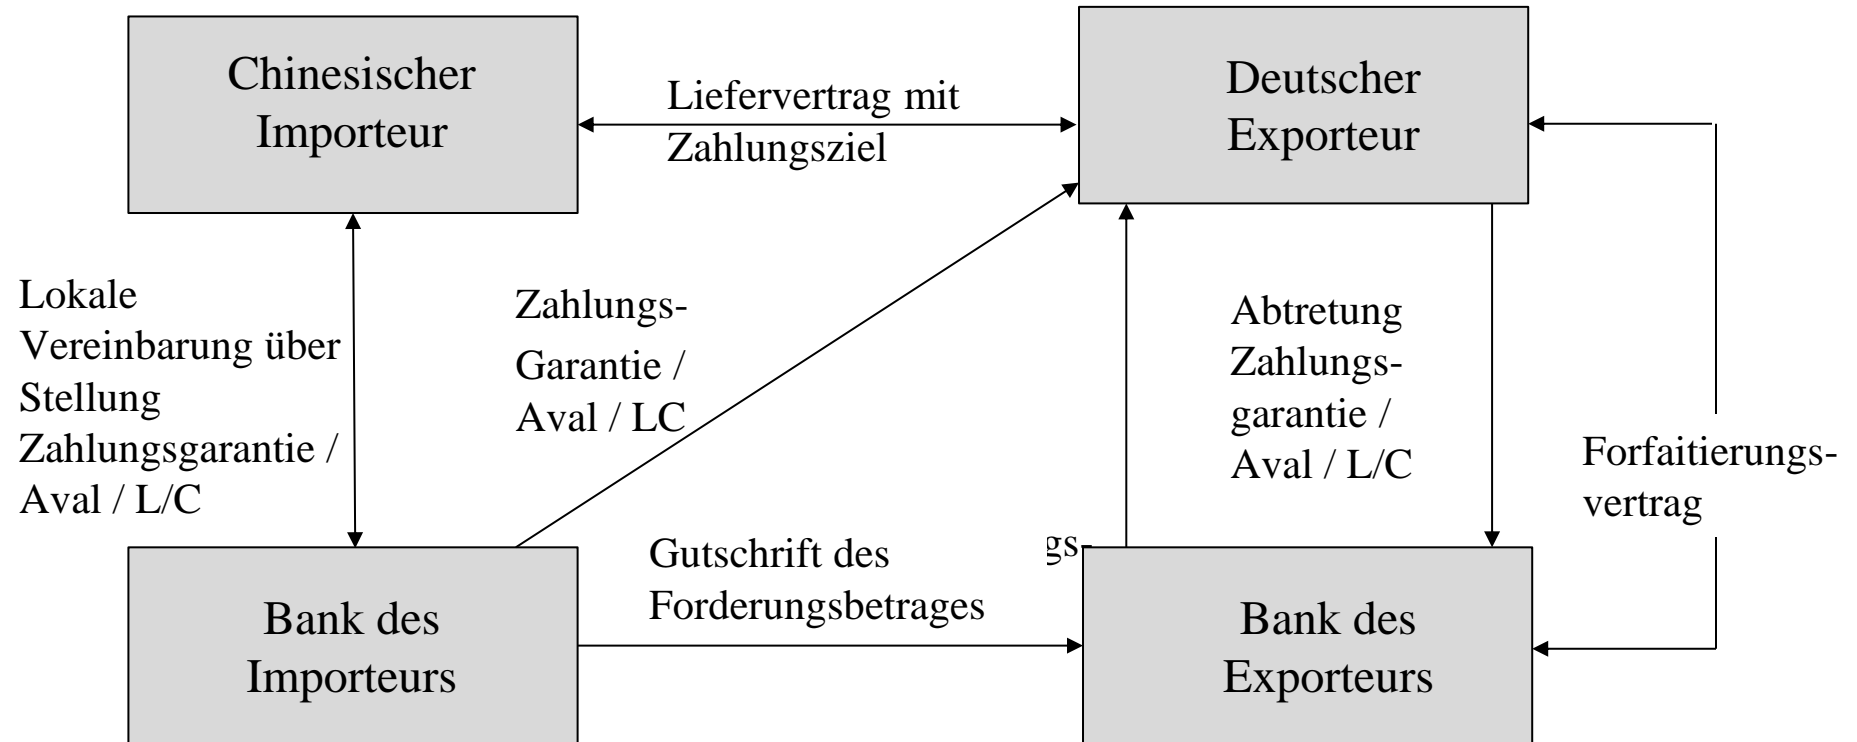 Chinesischer
Importeur
Liefervertrag mit
Zahlungsziel
Deutscher
Exporteur
Lokale
Vereinbarung über
Stellung
Zahlungsgarantie /
Aval / L/C
Zahlungs-
Garantie /
Aval / LC
Abtretung
Zahlungs-
garantie /
Aval / L/C
Forfaitierungs-
vertrag
Gutschrift des
Forderungsbetrages
gs-
Bank des
Importeurs
Bank des
Exporteurs